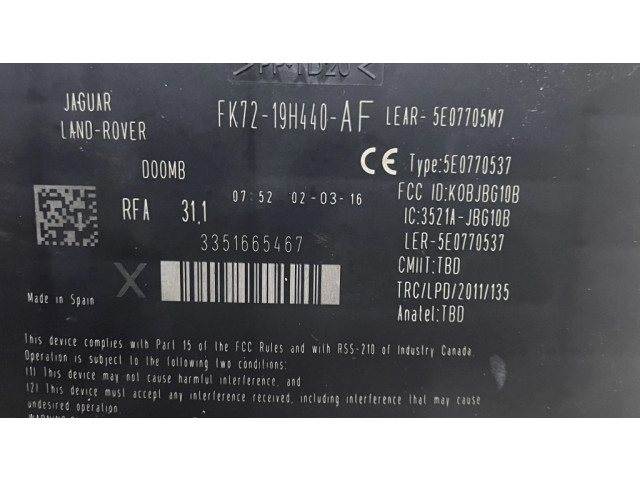 >PP-TD20<
JAGUAR
LAND-ROVER
FK72-19H440-AF
LEAR- 5E07705M7
DOOMB
CE Type:5E0770537
07:52 02-03-16
FCC ID:KOBJBG10B
RFA 31.1
IC:3521A-JBG10B
3351665467
LER-5E0770537
CMIIT:TBD
X
TRC/LPD/2011/135
Made in Spain
Anatel:TBD
This device complies with Part 15 of the FCC Rules and with RSS-210 of Industry Canada.
Operation is subject to the following two conditions:
(1) This device may not cause harmful interference, and
(2) This device must accept any interference received, including interference that may cause
undesired operation.